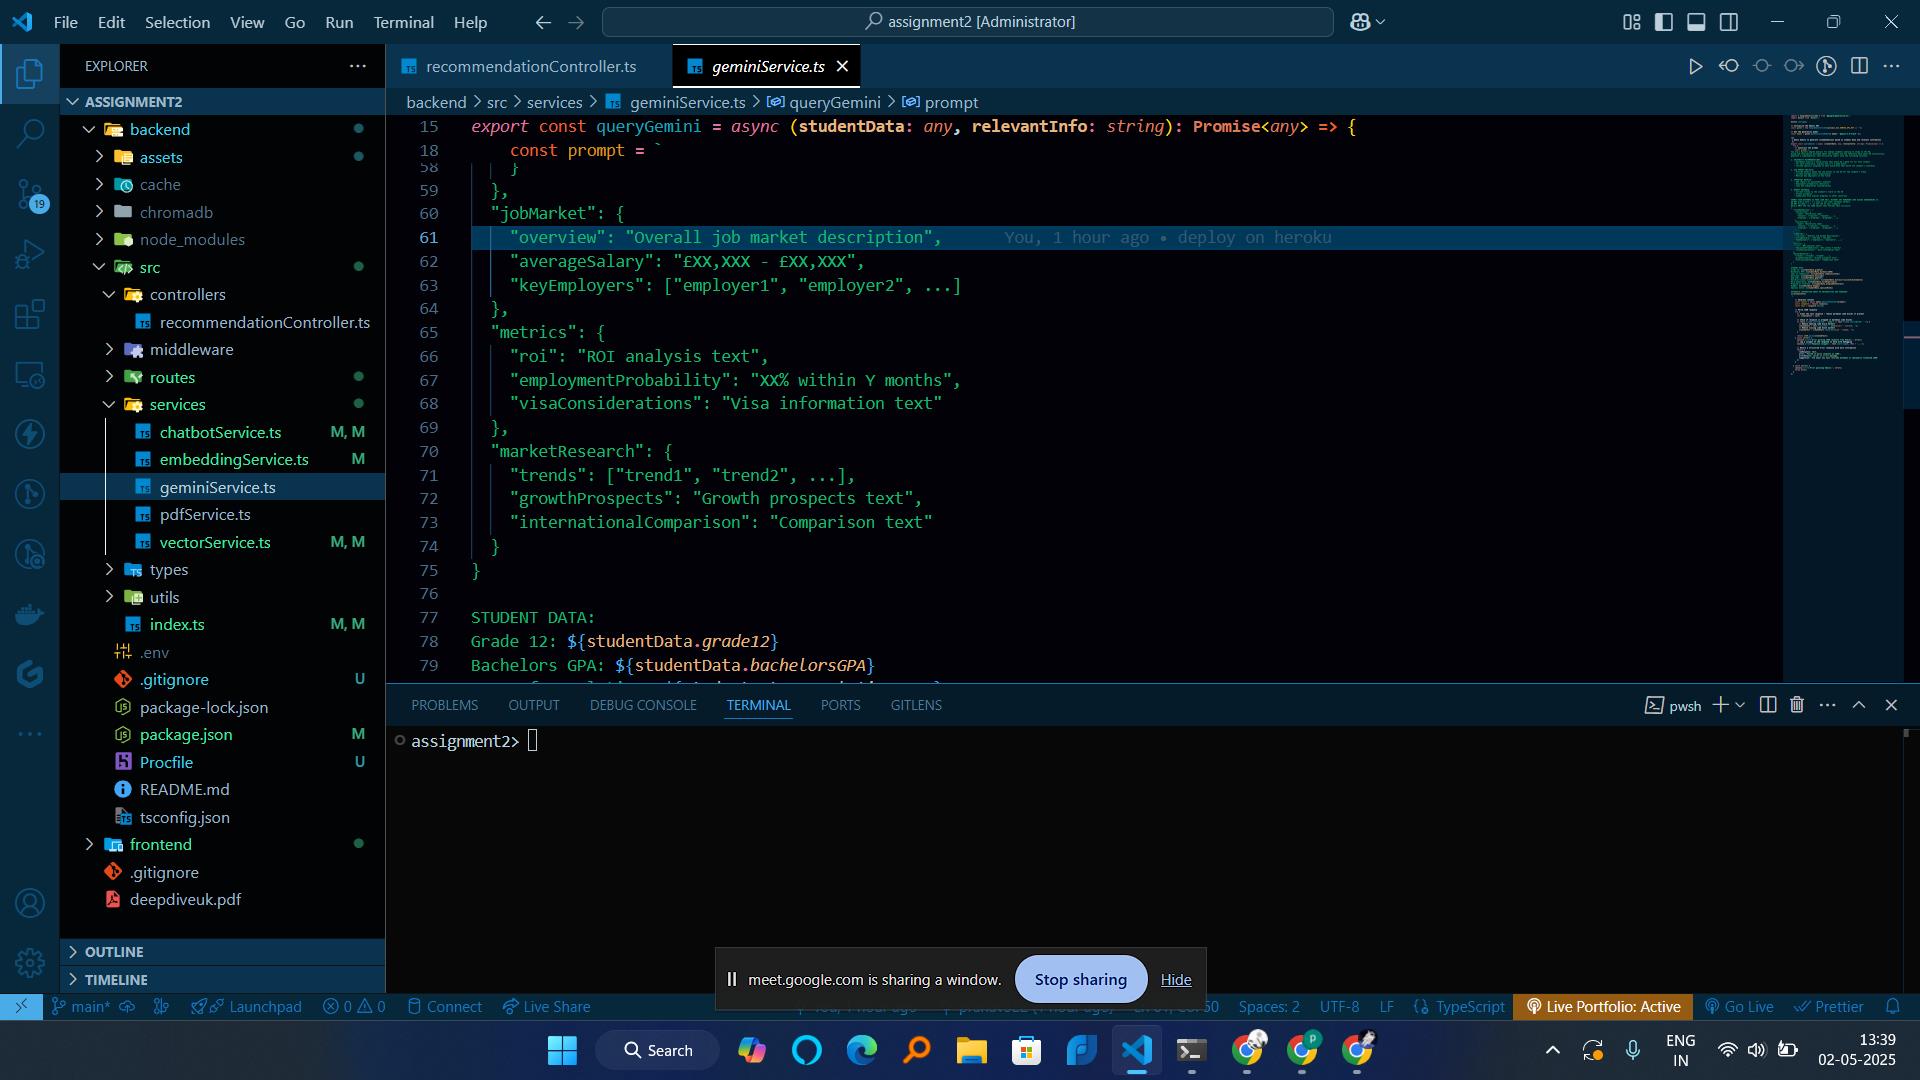 File Edit Selection View Go Run Terminal Help
assignment2 [Administrator]
EXPLORER
ASSIGNMENT2
backend
assets
cache
chromadb
node_modules
src
controllers
recommendationController.ts
middleware
routes
services
chatbotService.ts M, M
embeddingService.ts M
geminiService.ts
pdfService.ts
vectorService.ts M, M
types
utils
index.ts M, M
.env
.gitignore U
package-lock.json
package.json M
Procfile U
README.md
tsconfig.json
frontend
.gitignore
deepdiveuk.pdf
OUTLINE
TIMELINE
19
recommendationController.ts
geminiService.ts
backend > src > services > geminiService.ts > queryGemini > prompt
15 export const queryGemini = async (studentData: any, relevantInfo: string): Promise<any> => {
18 const prompt = `
58 }
59 },
60 "jobMarket": {
61 "overview": "Overall job market description", You, 1 hour ago • deploy on heroku
62 "averageSalary": "£XX,XXX - £XX,XXX",
63 "keyEmployers": ["employer1", "employer2", ...]
64 },
65 "metrics": {
66 "roi": "ROI analysis text",
67 "employmentProbability": "XX% within Y months",
68 "visaConsiderations": "Visa information text"
69 },
70 "marketResearch": {
71 "trends": ["trend1", "trend2", ...],
72 "growthProspects": "Growth prospects text",
73 "internationalComparison": "Comparison text"
74 }
75 }
76
77 STUDENT DATA:
78 Grade 12: ${studentData.grade12}
79 Bachelors GPA: ${studentData.bachelorsGPA}
PROBLEMS OUTPUT DEBUG CONSOLE TERMINAL PORTS GITLENS
pwsh
assignment2>
meet.google.com is sharing a window. Stop sharing Hide
main* Launchpad 0 0 Connect Live Share
Spaces: 2 UTF-8 LF {} TypeScript Live Portfolio: Active Go Live Prettier
Search
ENG
IN
13:39
02-05-2025